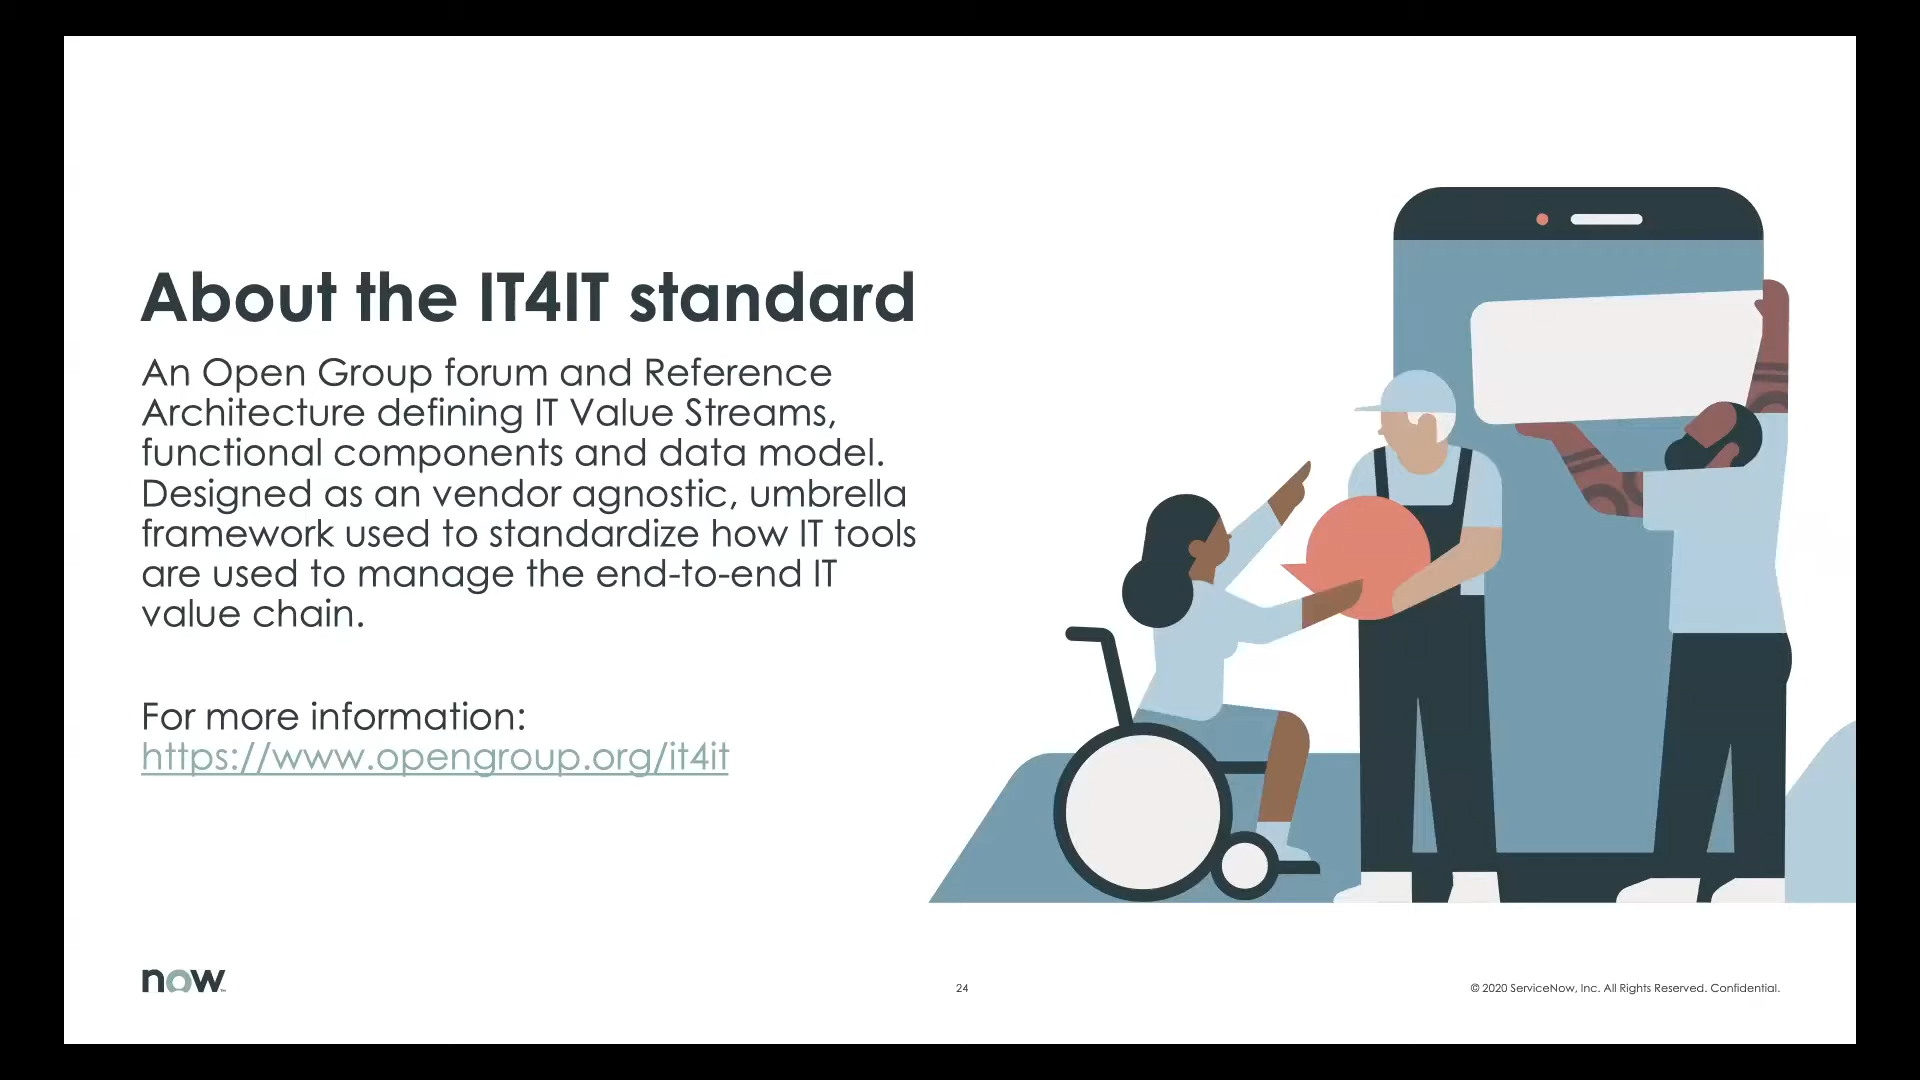 About the IT4IT standard
An Open Group forum and Reference
Architecture defining IT Value Streams,
functional components and data model.
Designed as an vendor agnostic, umbrella
framework used to standardize how IT tools
are used to manage the end-to-end IT
value chain.
For more information:
https://www.opengroup.org/it4it
now
24
© 2020 ServiceNow, Inc. All Rights Reserved. Confidential.